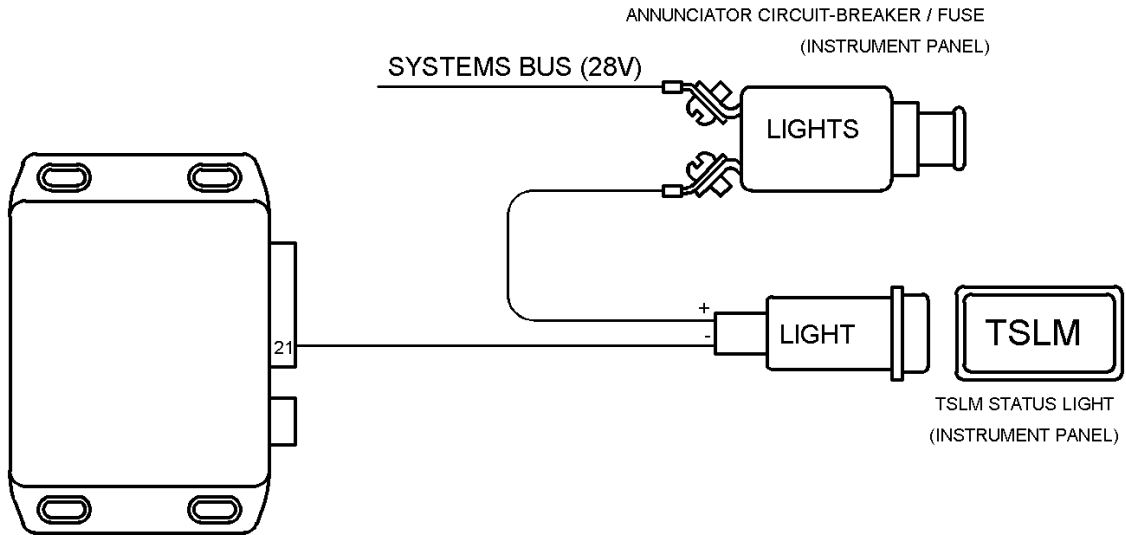 ANNUNCIATOR CIRCUIT-BREAKER / FUSE
(INSTRUMENT PANEL)
SYSTEMS BUS (28V)
LIGHTS
+
-
21
LIGHT
TSLM
TSLM STATUS LIGHT
(INSTRUMENT PANEL)